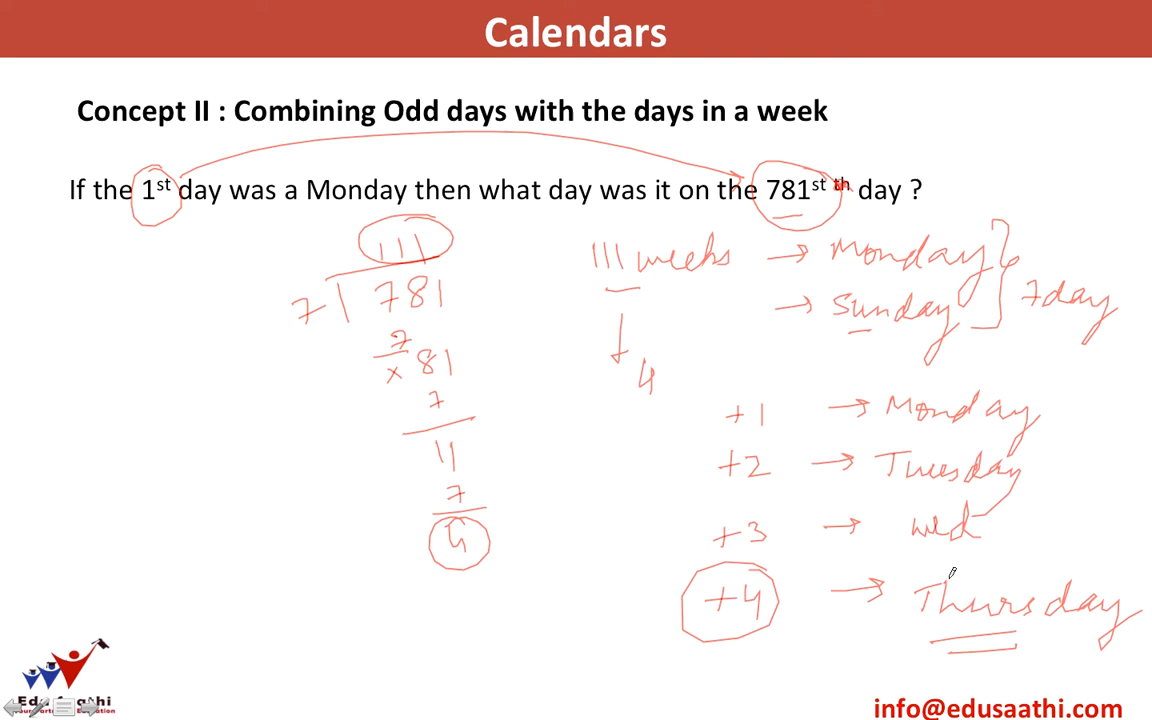 Calendars
Concept II : Combining Odd days with the days in a week
If the 1st day was a Monday then what day was it on the 781st th day ?
111
7 781
7
x 81
7
11
7
4
111 weeks → Monday
→ Sunday
7day
4
+1 → Monday
+2 → Tuesday
+3 → wed
+4 → Thursday
info@edusaathi.com